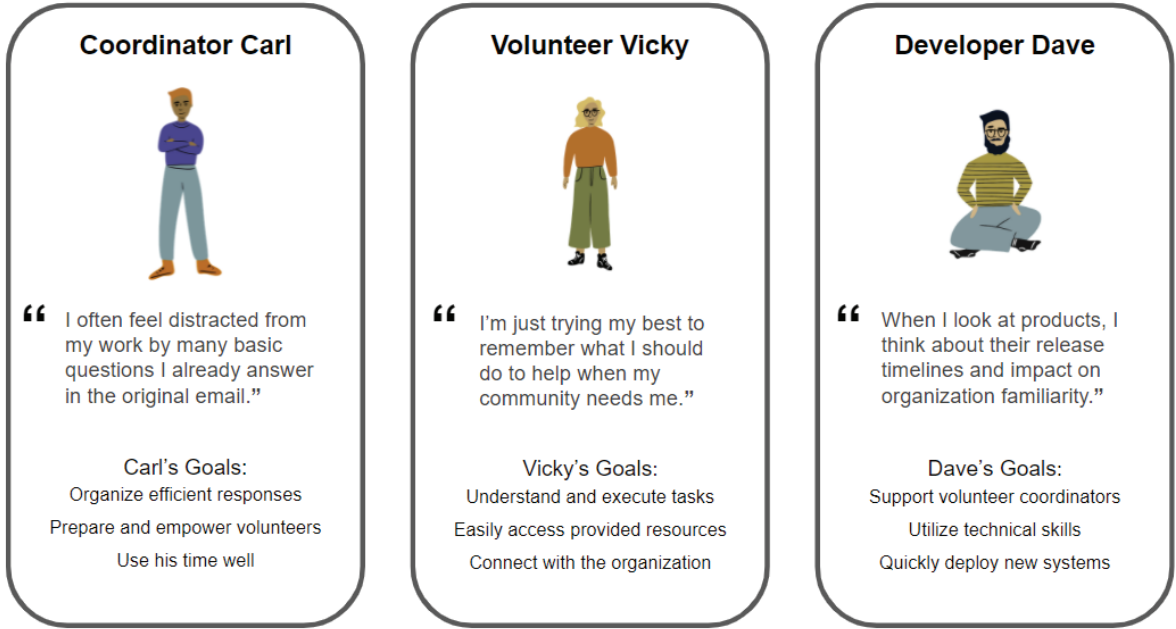 Coordinator Carl
“ I often feel distracted from
my work by many basic
questions I already answer
in the original email.”
Carl’s Goals:
Organize efficient responses
Prepare and empower volunteers
Use his time well
Volunteer Vicky
“ I’m just trying my best to
remember what I should
do to help when my
community needs me.”
Vicky’s Goals:
Understand and execute tasks
Easily access provided resources
Connect with the organization
Developer Dave
“ When I look at products, I
think about their release
timelines and impact on
organization familiarity.”
Dave’s Goals:
Support volunteer coordinators
Utilize technical skills
Quickly deploy new systems